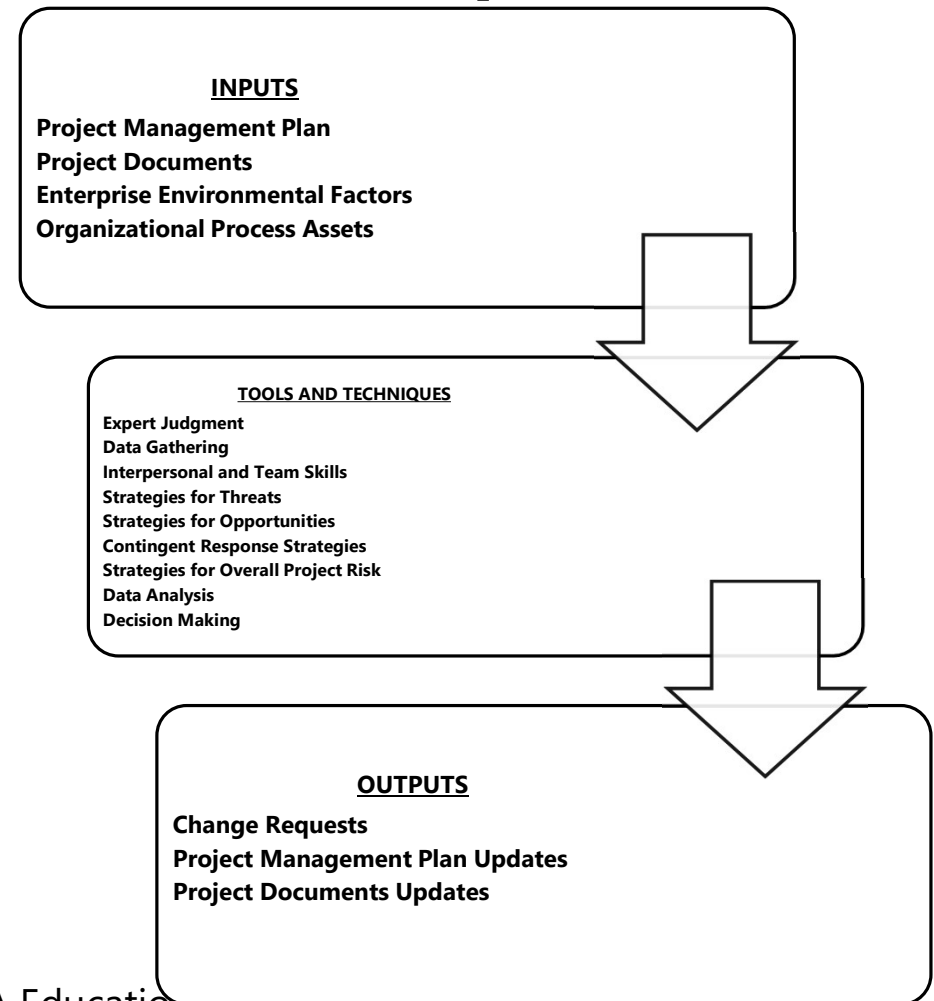 INPUTS
Project Management Plan
Project Documents
Enterprise Environmental Factors
Organizational Process Assets
TOOLS AND TECHNIQUES
Expert Judgment
Data Gathering
Interpersonal and Team Skills
Strategies for Threats
Strategies for Opportunities
Contingent Response Strategies
Strategies for Overall Project Risk
Data Analysis
Decision Making
OUTPUTS
Change Requests
Project Management Plan Updates
Project Documents Updates